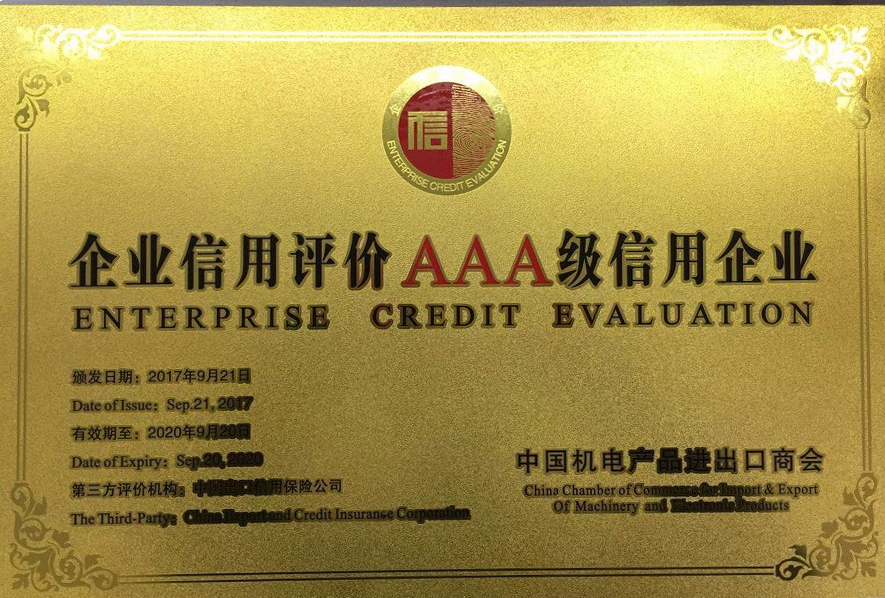 企 信 企
ENTERPRISE CREDIT EVALUATION
企业信用评价AAA级信用企业
ENTERPRISE CREDIT EVALUATION
颁发日期：2017年9月21日
Date of Issue：Sep.21, 2017
有效期至：2020年9月20日
Date of Expiry：Sep.20, 2020
第三方评价机构：中国出口信用保险公司
The Third-Party：China Export and Credit Insurance Corporation
中国机电产品进出口商会
China Chamber of Commerce for Import & Export
Of Machinery and Electronic Products